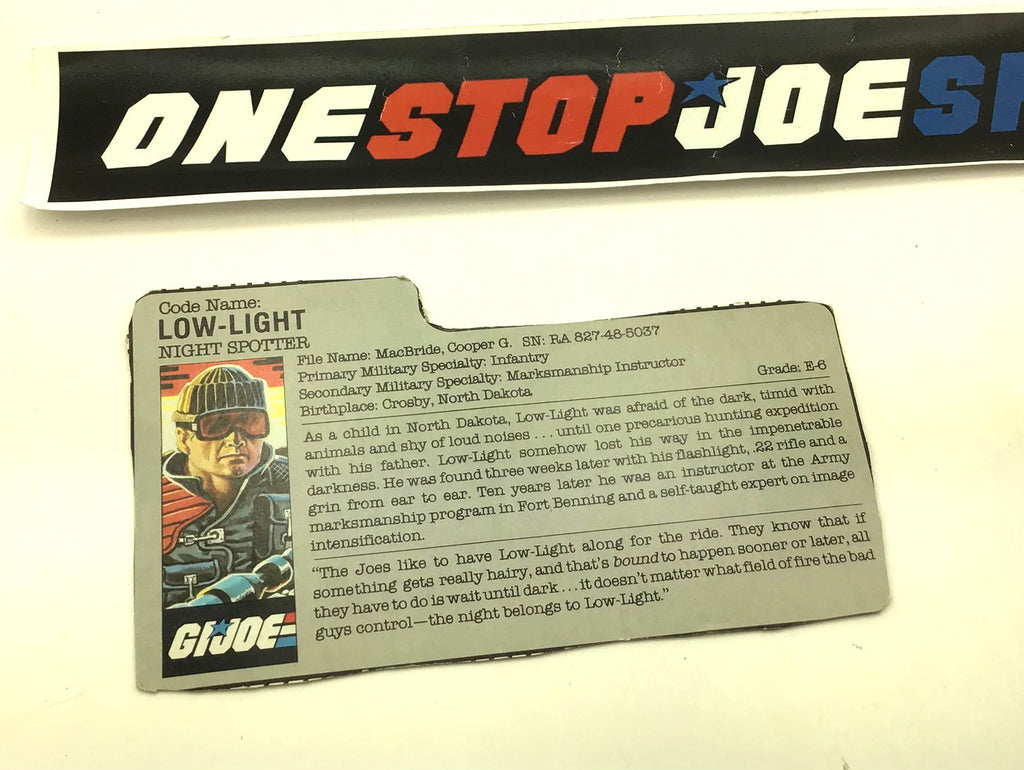 ONESTOPJOES
Code Name:
LOW-LIGHT
NIGHT SPOTTER
File Name: MacBride, Cooper G. SN: RA 827-48-5037
Primary Military Specialty: Infantry
Secondary Military Specialty: Marksmanship Instructor
Birthplace: Crosby, North Dakota Grade: E-6
As a child in North Dakota, Low-Light was afraid of the dark, timid with
animals and shy of loud noises . . . until one precarious hunting expedition
with his father. Low-Light somehow lost his way in the impenetrable
darkness. He was found three weeks later with his flashlight, .22 rifle and a
grin from ear to ear. Ten years later he was an instructor at the Army
marksmanship program in Fort Benning and a self-taught expert on image
intensification.
"The Joes like to have Low-Light along for the ride. They know that if
something gets really hairy, and that's bound to happen sooner or later, all
they have to do is wait until dark . . . it doesn't matter what field of fire the bad
guys control—the night belongs to Low-Light."
GI JOE